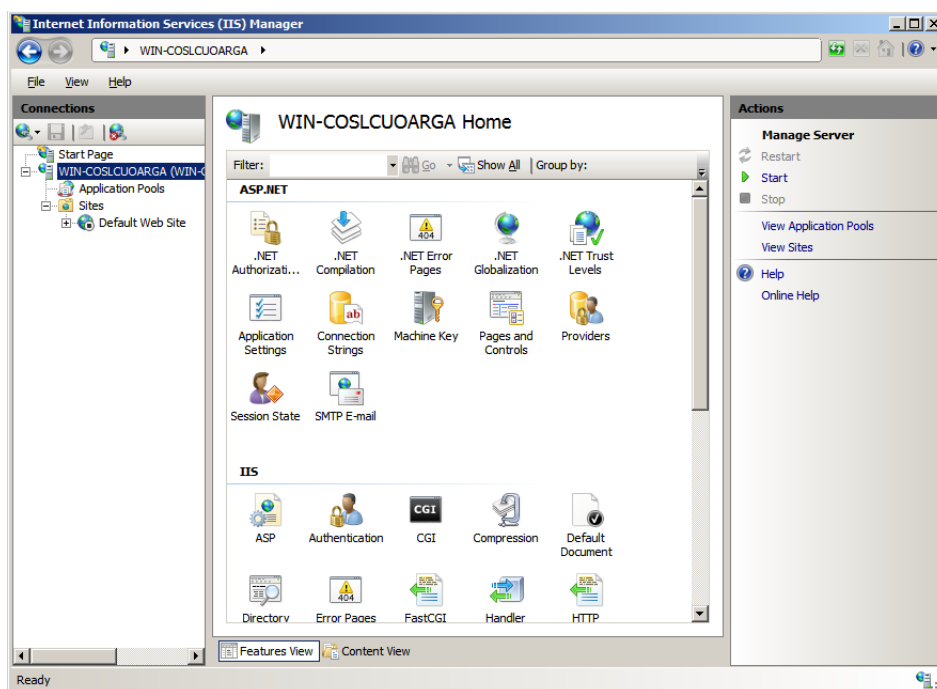 Internet Information Services (IIS) Manager
WIN-COSLCUOARGA
File View Help
Connections
Start Page
WIN-COSLCUOARGA (WIN-C
Application Pools
Sites
Default Web Site
WIN-COSLCUOARGA Home
Filter: Go Show All Group by:
ASP.NET
.NET Authorizati...
.NET Compilation
404
.NET Error Pages
.NET Globalization
.NET Trust Levels
Application Settings
ab
Connection Strings
Machine Key
Pages and Controls
Providers
Session State
SMTP E-mail
IIS
ASP
Authentication
CGI
CGI
Compression
Default Document
Directory
404
Error Pages
FastCGI
Handler
HTTP
Features View Content View
Actions
Manage Server
Restart
Start
Stop
View Application Pools
View Sites
Help
Online Help
Ready